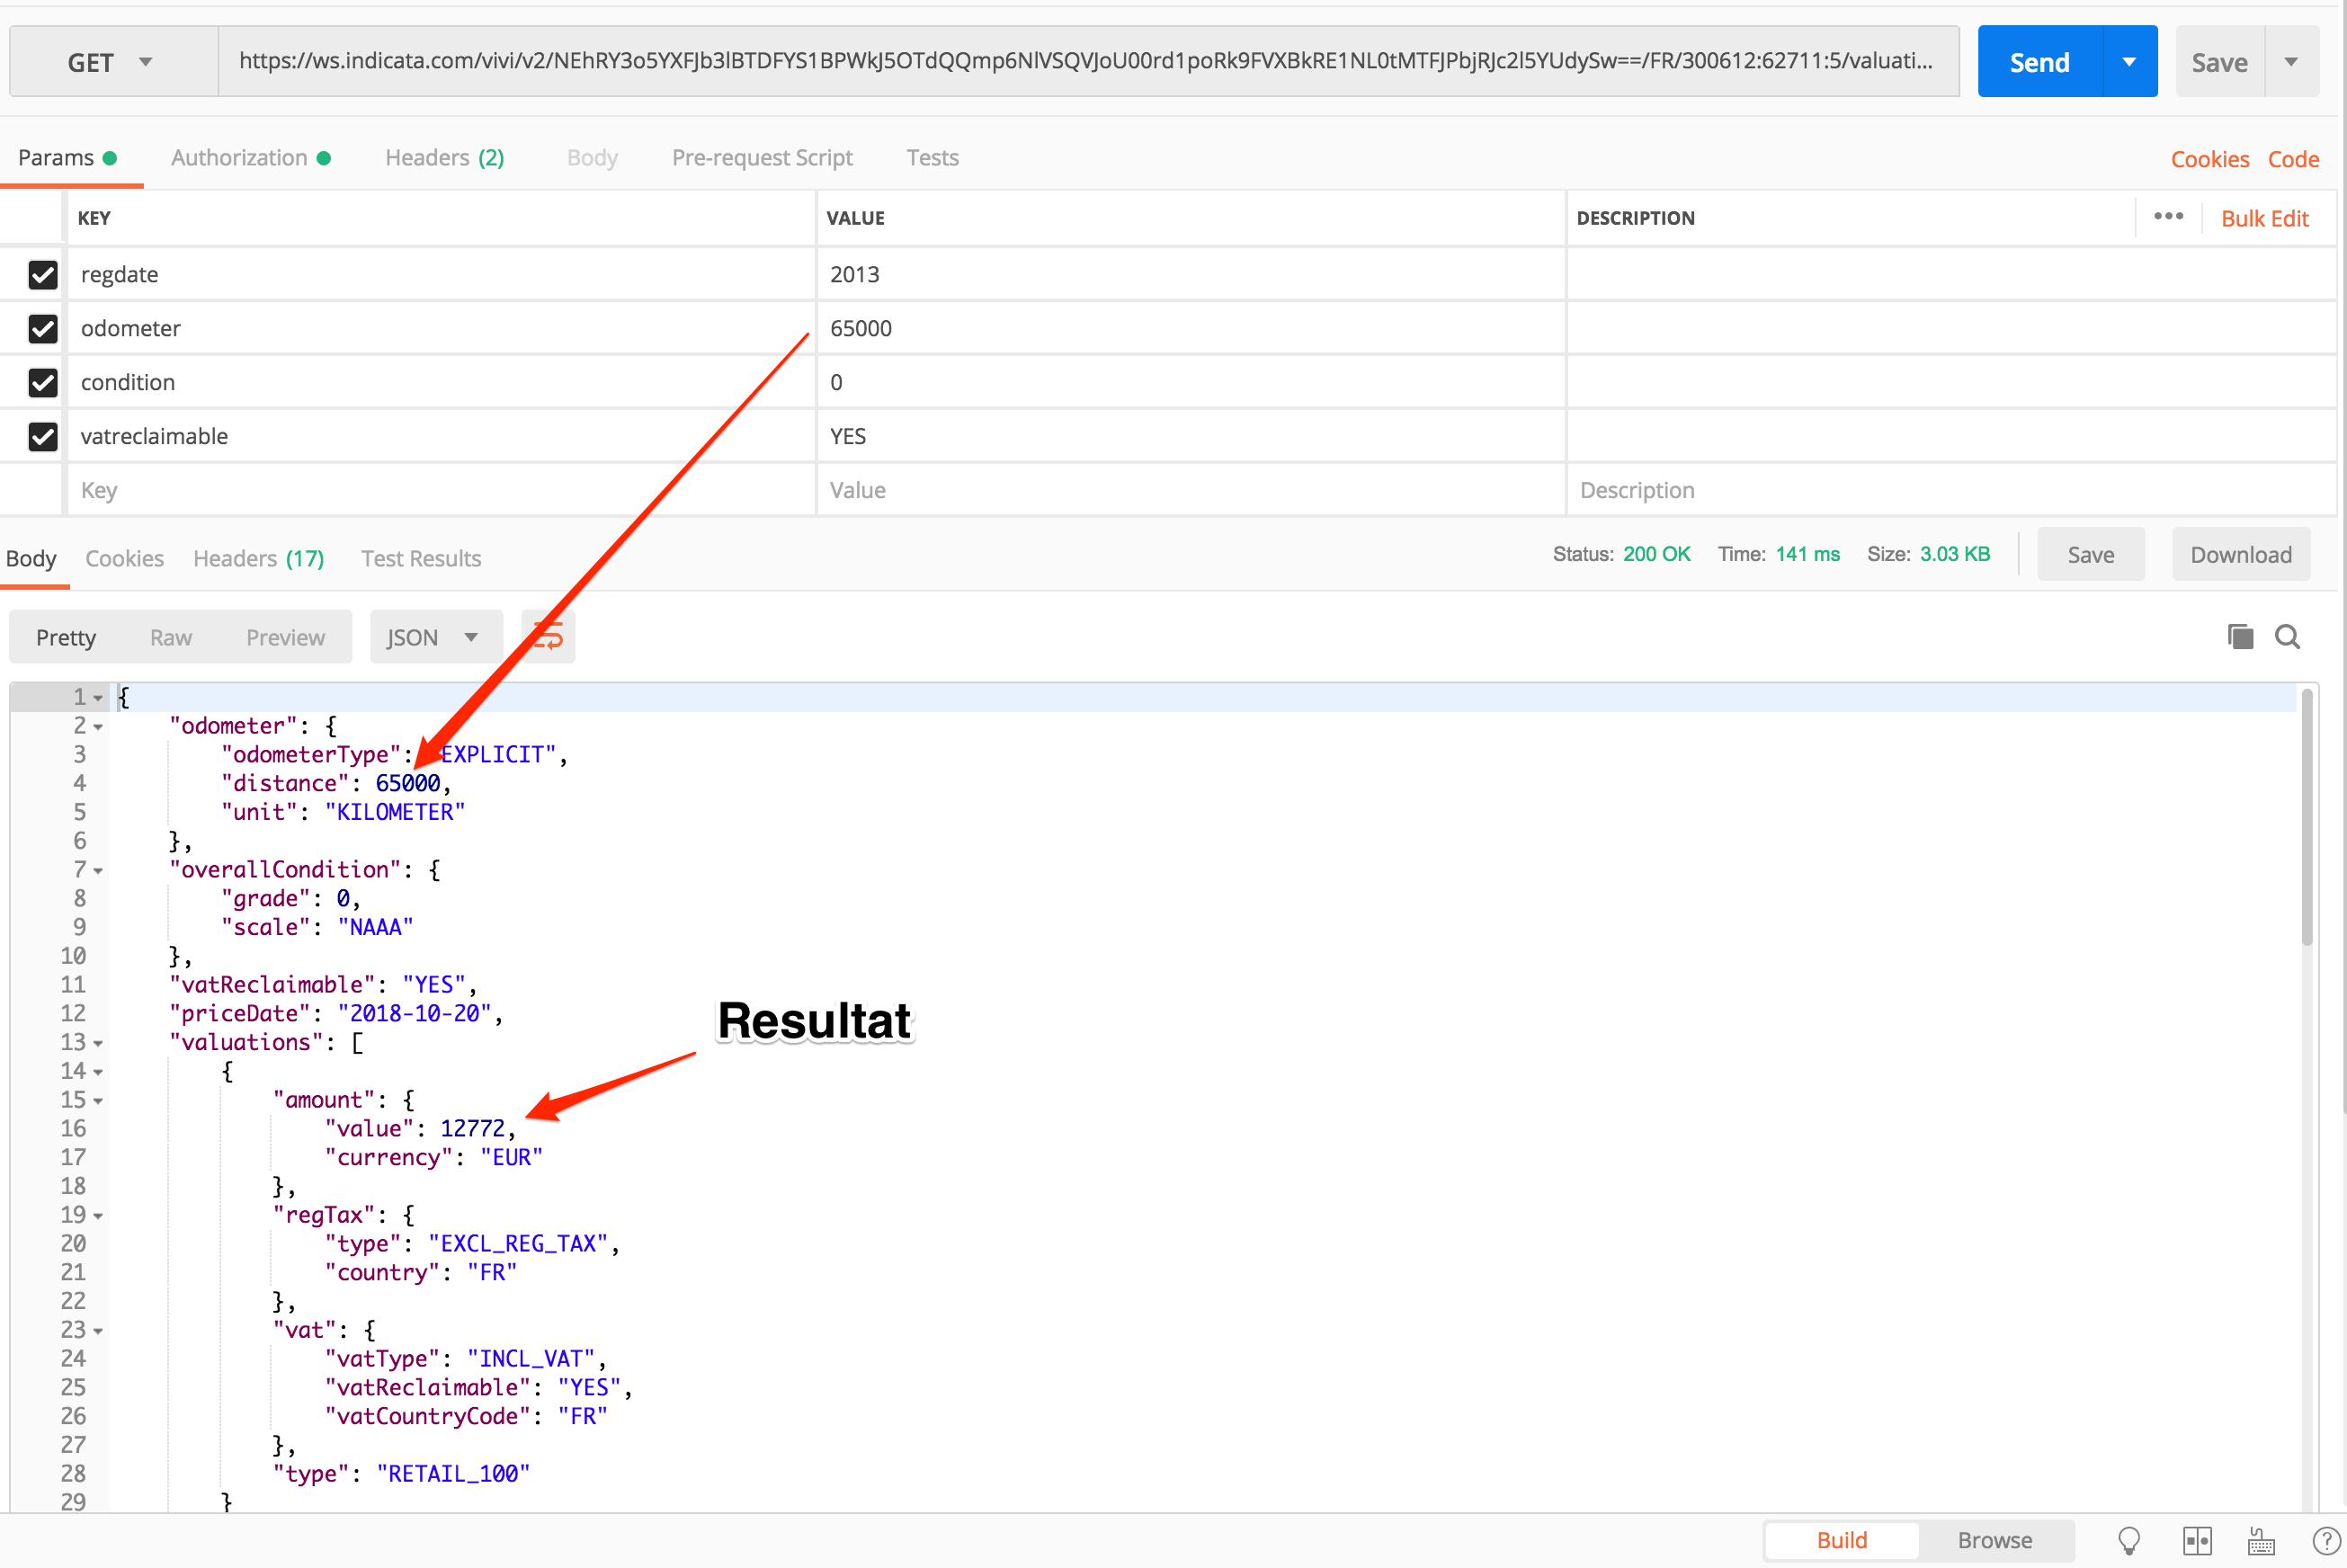 GET https://ws.indicata.com/vivi/v2/NEhRY3o5YXFJb3lBTDFYS1BPWkJ5OTdQQmp6NlVSQVJoU00rd1poRk9FVXBkRE1NL0tMTFJPbjRJc2l5YUdySw==/FR/300612:62711:5/valuati... Send Save
Params Authorization Headers (2) Body Pre-request Script Tests Cookies Code
KEY VALUE DESCRIPTION ••• Bulk Edit
regdate 2013
odometer 65000
condition 0
vatreclaimable YES
Key Value Description
Body Cookies Headers (17) Test Results Status: 200 OK Time: 141 ms Size: 3.03 KB Save Download
Pretty Raw Preview JSON
1 {
2 "odometer": {
3 "odometerType": EXPLICIT",
4 "distance": 65000,
5 "unit": "KILOMETER"
6 },
7 "overallCondition": {
8 "grade": 0,
9 "scale": "NAAA"
10 },
11 "vatReclaimable": "YES",
12 "priceDate": "2018-10-20",
Resultat
13 "valuations": [
14 {
15 "amount": {
16 "value": 12772,
17 "currency": "EUR"
18 },
19 "regTax": {
20 "type": "EXCL_REG_TAX",
21 "country": "FR"
22 },
23 "vat": {
24 "vatType": "INCL_VAT",
25 "vatReclaimable": "YES",
26 "vatCountryCode": "FR"
27 },
28 "type": "RETAIL_100"
29 }
Build Browse ?